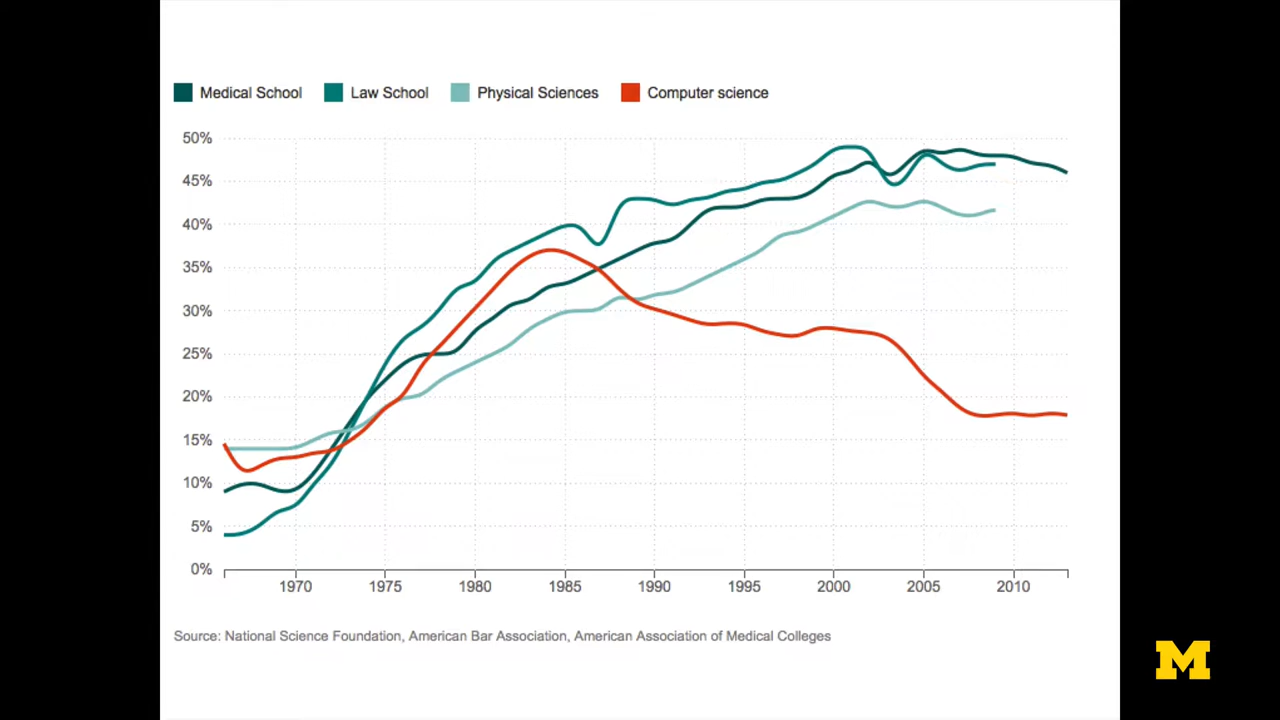 Medical School Law School Physical Sciences Computer science
50%
45%
40%
35%
30%
25%
20%
15%
10%
5%
0%
1970 1975 1980 1985 1990 1995 2000 2005 2010
Source: National Science Foundation, American Bar Association, American Association of Medical Colleges
M